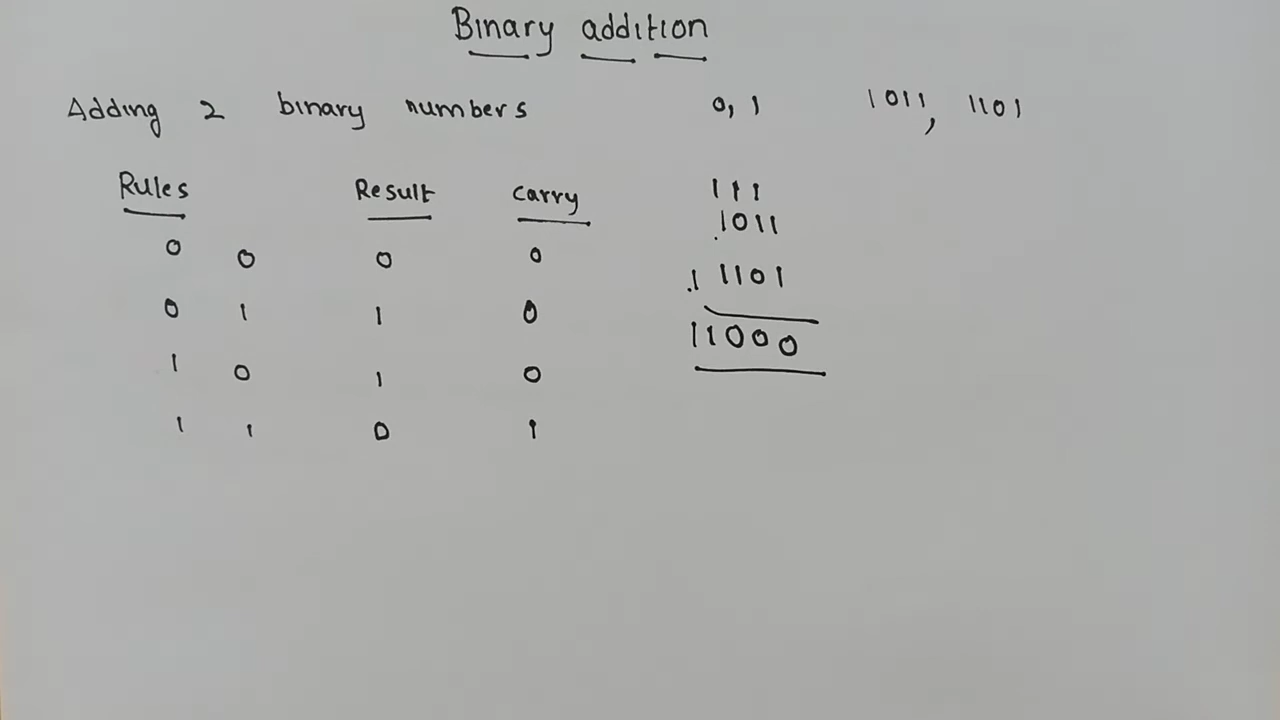 Binary addition
Adding 2 binary numbers 0, 1 1011, 1101
Rules Result Carry
0 0 0 0
0 1 1 0
1 0 1 0
1 1 0 1
111
1011
1 1101
11000